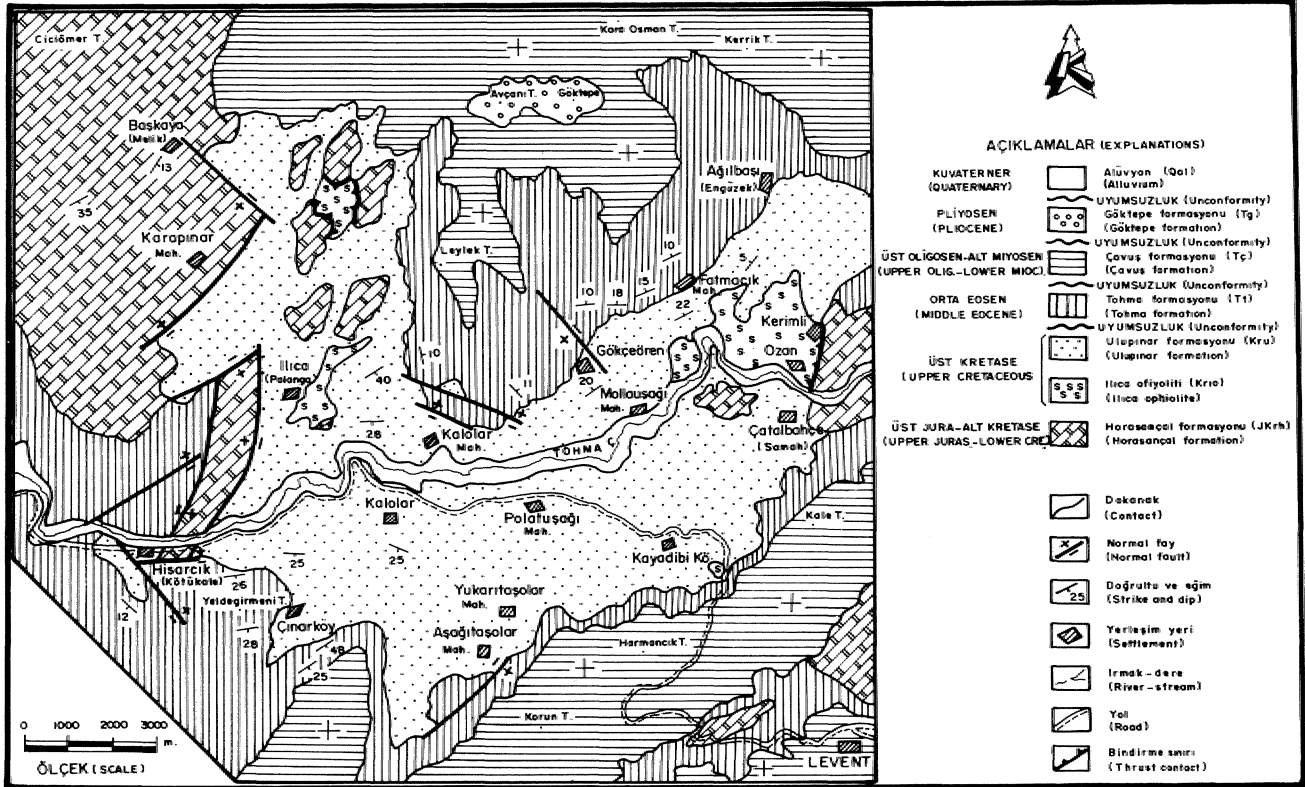 Ciciömer T.
Kara Osman T.
Kerrik T.
Avçanı T.
Göktepe
Başkaya
(Mellik)
13
Ağılbaşı
(Engüzek)
35
Karapınar
Mah.
Leylek T.
10
5
Fatmacık
Mah.
15
22
10
18
Kerimli
Ozan
Gökçeören
20
Ilıca
(Palanga)
10
40
11
Mollauşağı
Mah.
28
Kalolar
Mah.
TOHMA Ç.
Çatalbahçe
(Samah)
Kalolar
Polatuşağı
Mah.
Kale T.
Kayadibi Kö.
Hisarcık
(Kötükale)
25
25
26
Yeldeğirmeni T.
12
Çınarköy
28
48
25
Yukarıtaşolar
Mah.
Aşağıtaşolar
Mah.
Harmancık T.
Korun T.
LEVENT
0 1000 2000 3000
m.
ÖLÇEK (SCALE)
K
AÇIKLAMALAR (EXPLANATIONS)
KUVATERNER
(QUATERNARY)
Alüvyon (Qal)
(Alluvium)
UYUMSUZLUK (Unconformity)
PLİYOSEN
(PLIOCENE)
Göktepe formasyonu (Tg)
(Göktepe formation)
UYUMSUZLUK (Unconformity)
ÜST OLİGOSEN-ALT MİYOSEN
(UPPER OLIG.-LOWER MIOC.)
Çavuş formasyonu (Tç)
(Çavuş formation)
UYUMSUZLUK (Unconformity)
ORTA EOSEN
(MIDDLE EOCENE)
Tohma formasyonu (Tt)
(Tohma formation)
UYUMSUZLUK (Unconformity)
ÜST KRETASE
(UPPER CRETACEOUS
Ulupınar formasyonu (Kru)
(Ulupınar formation)
Ilıca ofiyoliti (Krıo)
(Ilıca ophiolite)
ÜST JURA-ALT KRETASE
(UPPER JURAS-LOWER CRE)
Horasançal formasyonu (JKrh)
(Horasançal formation)
Dokanak
(Contact)
Normal fay
(Normal fault)
25
Doğrultu ve eğim
(Strike and dip)
Yerleşim yeri
(Settlement)
Irmak-dere
(River-stream)
Yol
(Road)
Bindirme sınırı
(Thrust contact)